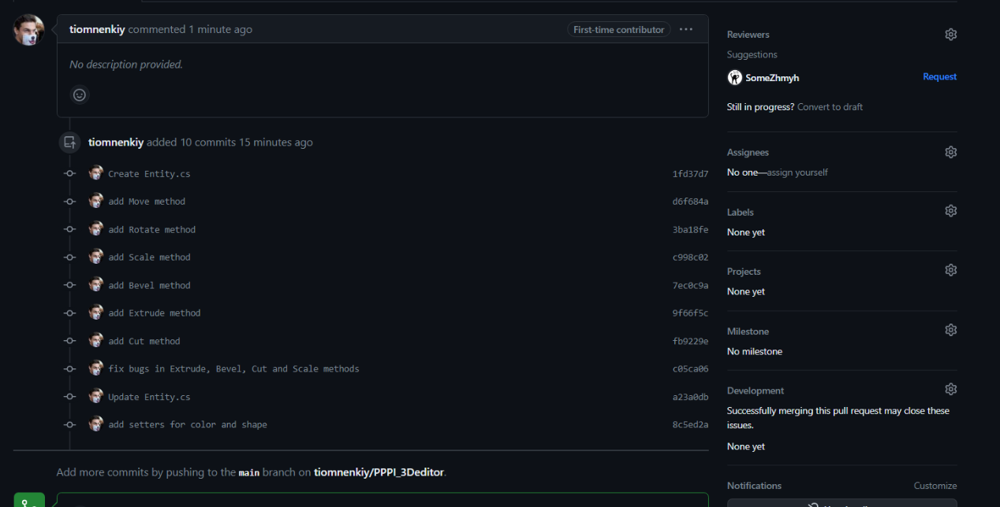 tiomnenkiy commented 1 minute ago
First-time contributor
No description provided.
tiomnenkiy added 10 commits 15 minutes ago
Create Entity.cs 1fd37d7
add Move method d6f684a
add Rotate method 3ba18fe
add Scale method c998c02
add Bevel method 7ec0c9a
add Extrude method 9f66f5c
add Cut method fb9229e
fix bugs in Extrude, Bevel, Cut and Scale methods c05ca06
Update Entity.cs a23a0db
add setters for color and shape 8c5ed2a
Add more commits by pushing to the main branch on tiomnenkiy/PPPI_3Deditor.
Reviewers
Suggestions
SomeZhmyh Request
Still in progress? Convert to draft
Assignees
No one—assign yourself
Labels
None yet
Projects
None yet
Milestone
No milestone
Development
Successfully merging this pull request may close these
issues.
None yet
Notifications Customize